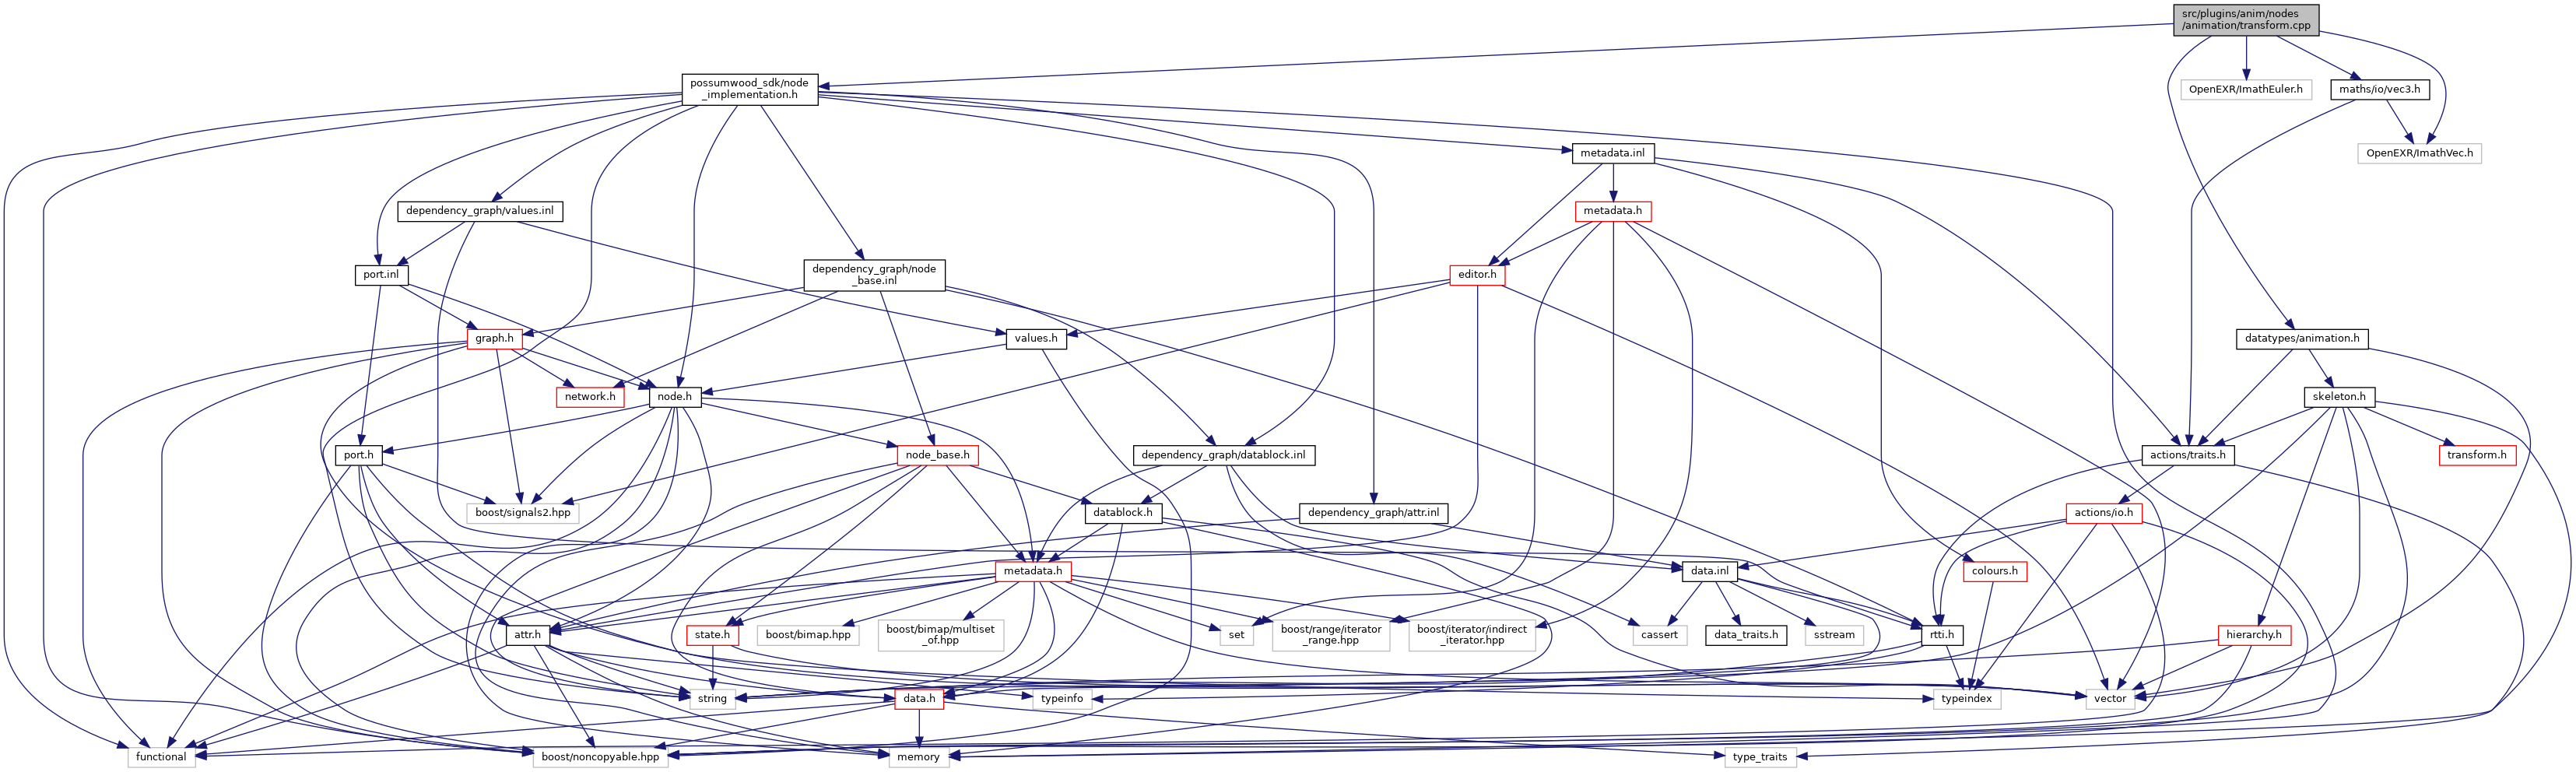 src/plugins/anim/nodes
/animation/transform.cpp
possumwood_sdk/node
_implementation.h
OpenEXR/ImathEuler.h
maths/io/vec3.h
metadata.inl
OpenEXR/ImathVec.h
dependency_graph/values.inl
metadata.h
port.inl
dependency_graph/node
_base.inl
editor.h
graph.h
values.h
datatypes/animation.h
network.h
node.h
skeleton.h
port.h
node_base.h
dependency_graph/datablock.inl
actions/traits.h
transform.h
boost/signals2.hpp
datablock.h
dependency_graph/attr.inl
actions/io.h
metadata.h
data.inl
colours.h
attr.h
state.h
boost/bimap.hpp
boost/bimap/multiset
_of.hpp
set
boost/range/iterator
_range.hpp
boost/iterator/indirect
_iterator.hpp
cassert
data_traits.h
sstream
rtti.h
hierarchy.h
string
data.h
typeinfo
typeindex
vector
functional
boost/noncopyable.hpp
memory
type_traits